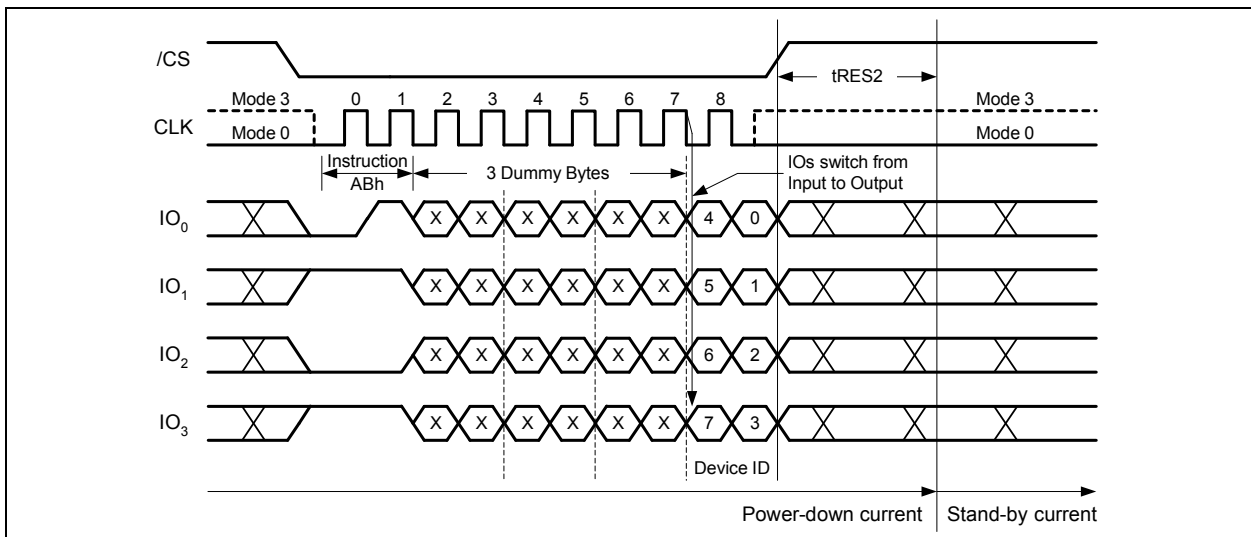 /CS
tRES2
Mode 3 0 1 2 3 4 5 6 7 8 Mode 3
CLK
Mode 0 Mode 0
Instruction
ABh
3 Dummy Bytes
IOs switch from
Input to Output
IO0 X X X X X X 4 0
IO1 X X X X X X 5 1
IO2 X X X X X X 6 2
IO3 X X X X X X 7 3
Device ID
Power-down current Stand-by current